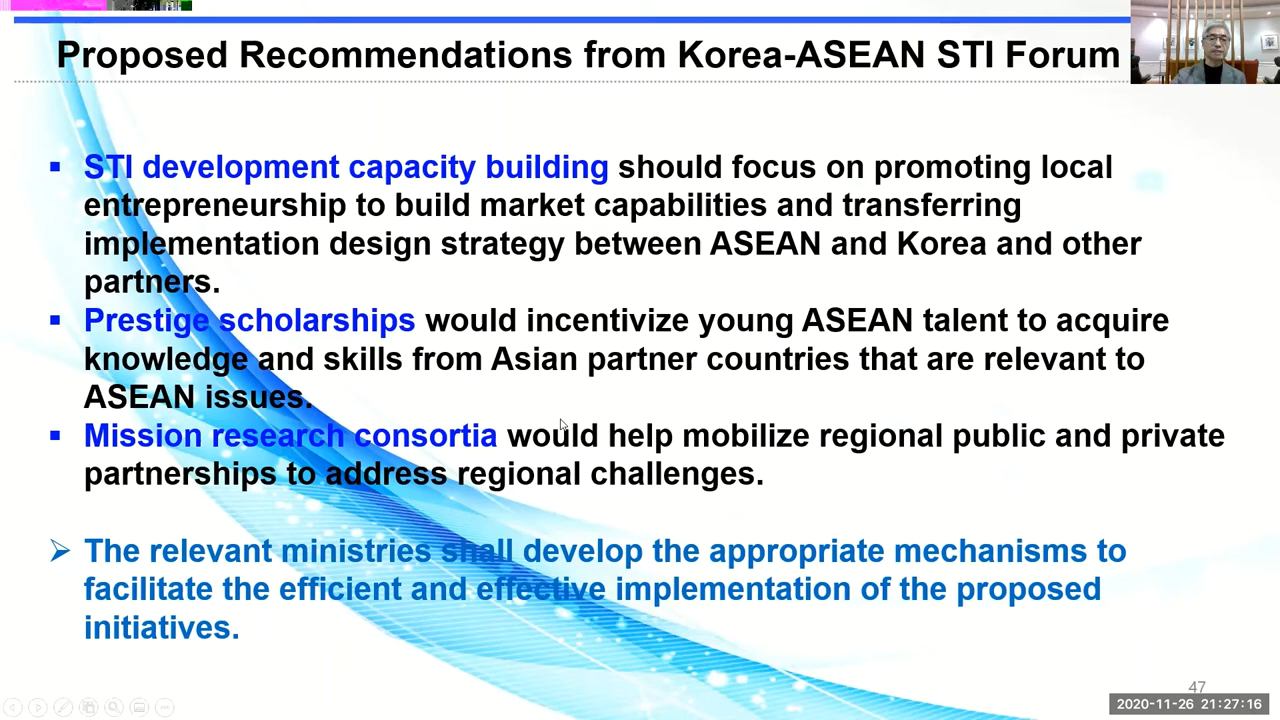 Proposed Recommendations from Korea-ASEAN STI Forum
▪ STI development capacity building should focus on promoting local
entrepreneurship to build market capabilities and transferring
implementation design strategy between ASEAN and Korea and other
partners.
▪ Prestige scholarships would incentivize young ASEAN talent to acquire
knowledge and skills from Asian partner countries that are relevant to
ASEAN issues.
▪ Mission research consortia would help mobilize regional public and private
partnerships to address regional challenges.
➢ The relevant ministries shall develop the appropriate mechanisms to
facilitate the efficient and effective implementation of the proposed
initiatives.
47
2020-11-26 21:27:16